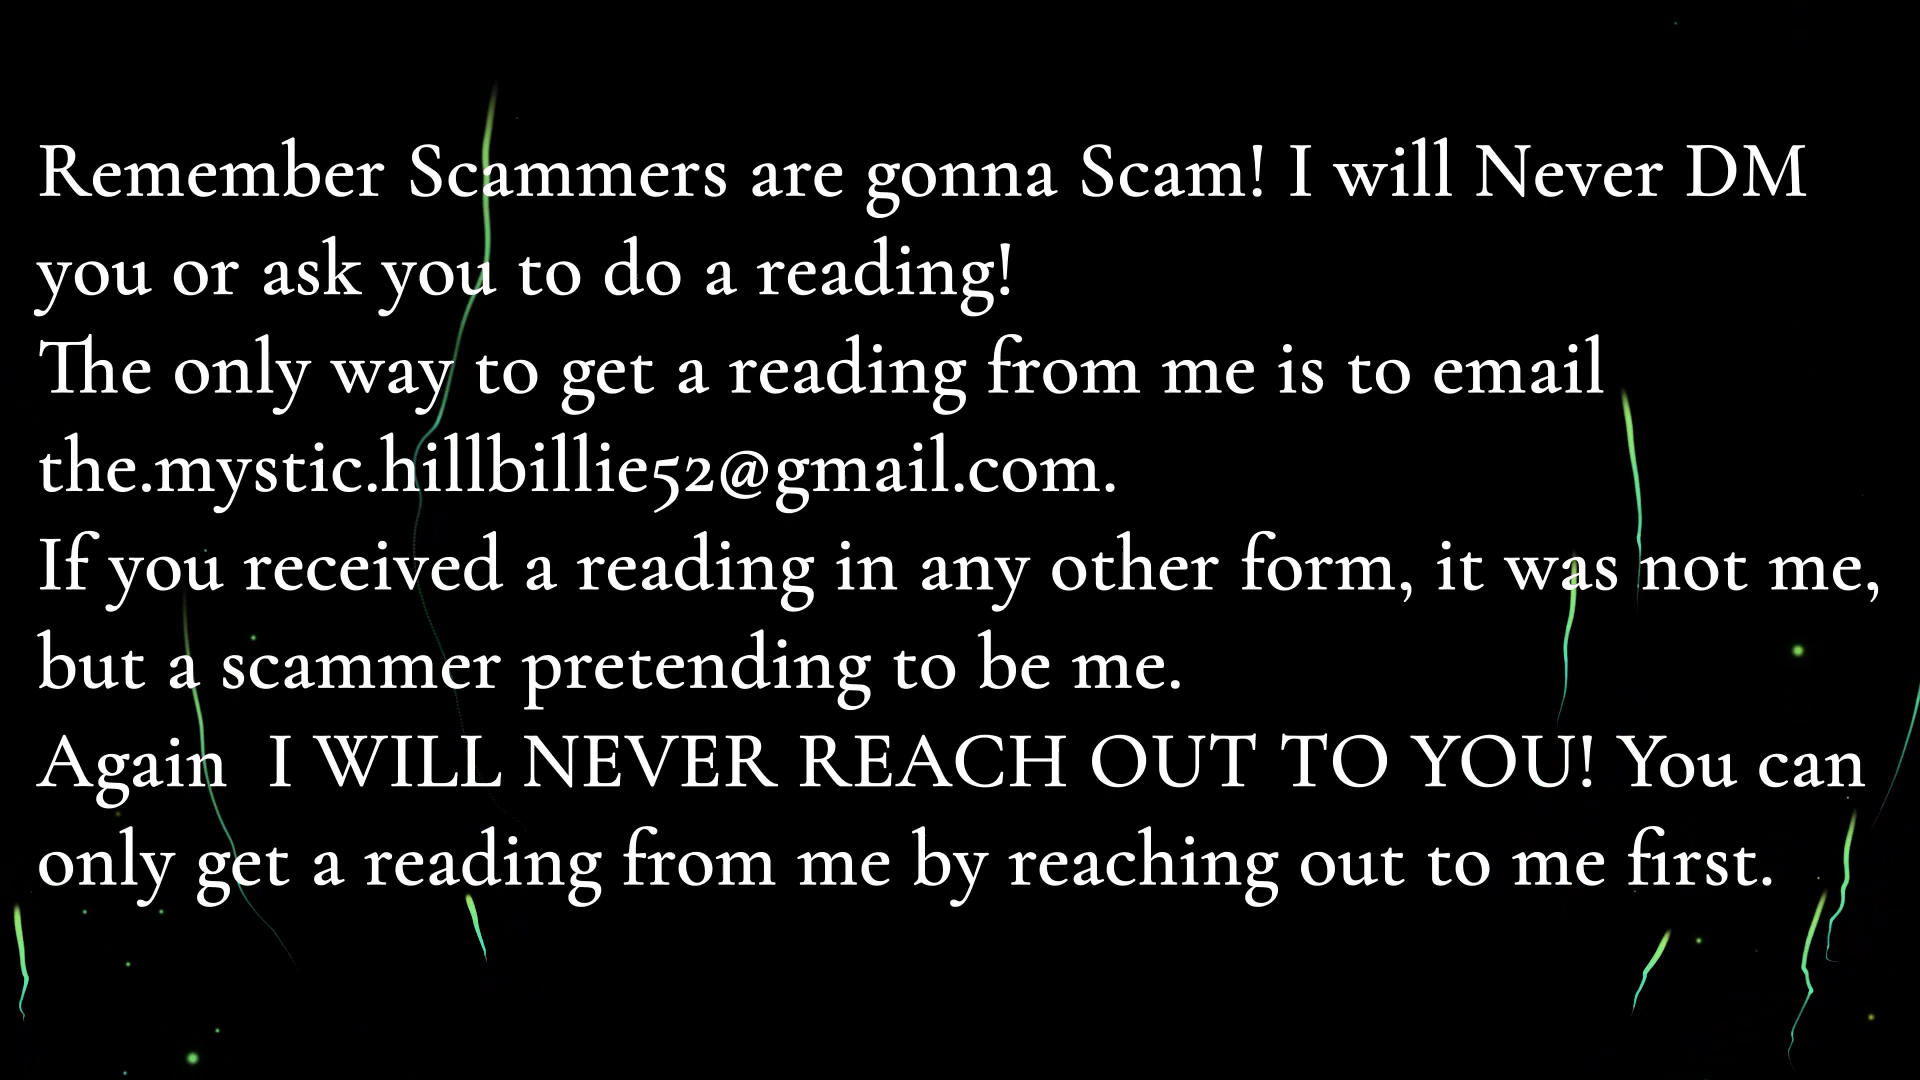 Remember Scammers are gonna Scam! I will Never DM
you or ask you to do a reading!
The only way to get a reading from me is to email
the.mystic.hillbillie52@gmail.com.
If you received a reading in any other form, it was not me,
but a scammer pretending to be me.
Again  I WILL NEVER REACH OUT TO YOU! You can
only get a reading from me by reaching out to me first.